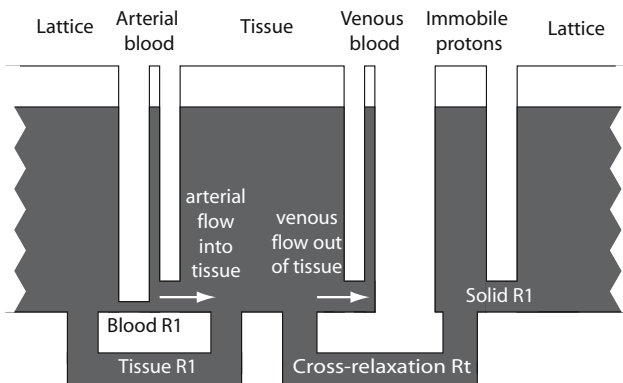 Lattice
Arterial
blood
Tissue
Venous
blood
Immobile
protons
Lattice
arterial
flow
into
tissue
venous
flow out
of tissue
Solid R1
Blood R1
Tissue R1
Cross-relaxation Rt